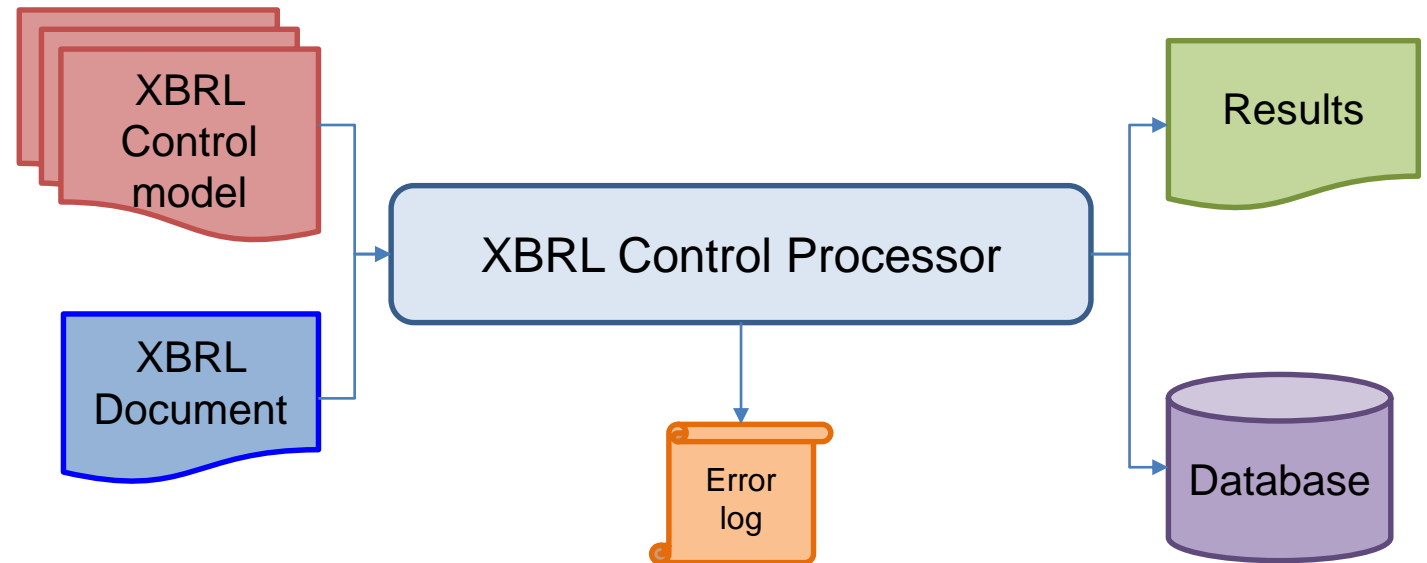 XBRL
Control
model
XBRL
Document
XBRL Control Processor
Error
log
Results
Database